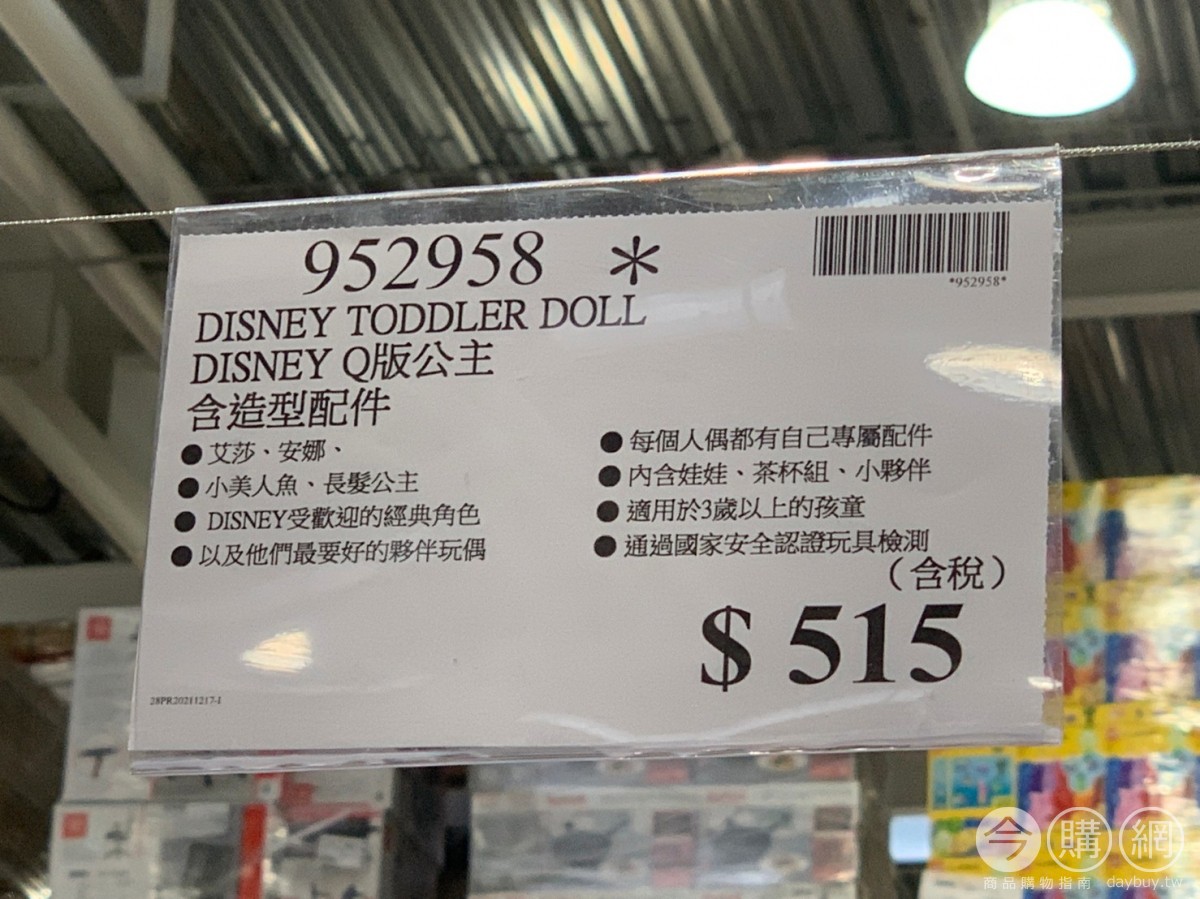 952958 *
*952958*
DISNEY TODDLER DOLL
DISNEY Q版公主
含造型配件
●艾莎、安娜、
●小美人魚、長髮公主
●DISNEY受歡迎的經典角色
●以及他們最要好的夥伴玩偶
●每個人偶都有自己專屬配件
●內含娃娃、茶杯組、小夥伴
●適用於3歲以上的孩童
●通過國家安全認證玩具檢測
（含稅）
$ 515
28PR20211217-1
今購網
商品購物指南 daybuy.tw